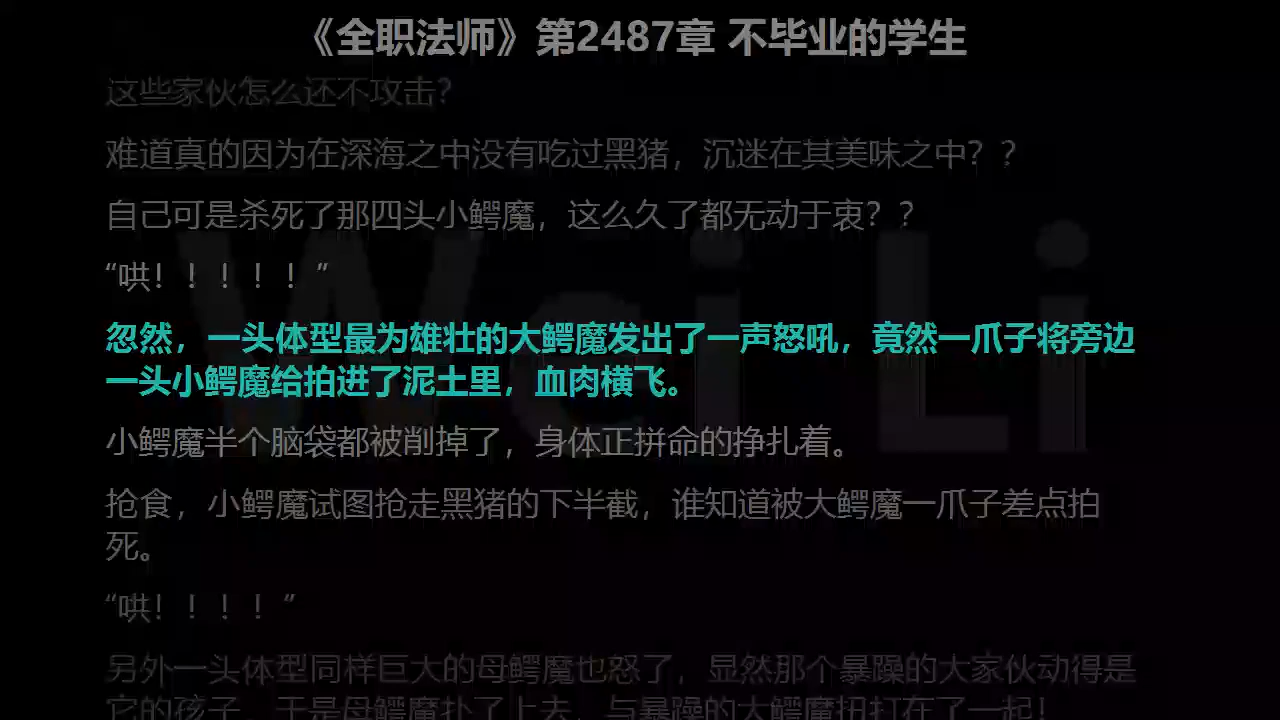 《全职法师》第2487章 不毕业的学生
这些家伙怎么还不攻击？
难道真的因为在深海之中没有吃过黑猪，沉迷在其美味之中？？
自己可是杀死了那四头小鳄魔，这么久了都无动于衷？？
“哄！！！！！”
忽然，一头体型最为雄壮的大鳄魔发出了一声怒吼，竟然一爪子将旁边
一头小鳄魔给拍进了泥土里，血肉横飞。
小鳄魔半个脑袋都被削掉了，身体正拼命的挣扎着。
抢食，小鳄魔试图抢走黑猪的下半截，谁知道被大鳄魔一爪子差点拍
死。
“哄！！！！”
另外一头体型同样巨大的母鳄魔也怒了，显然那个暴躁的大家伙动得是
它的孩子，于是母鳄魔扑了上去，与暴躁的大鳄魔扭打在了一起！
Wei Li